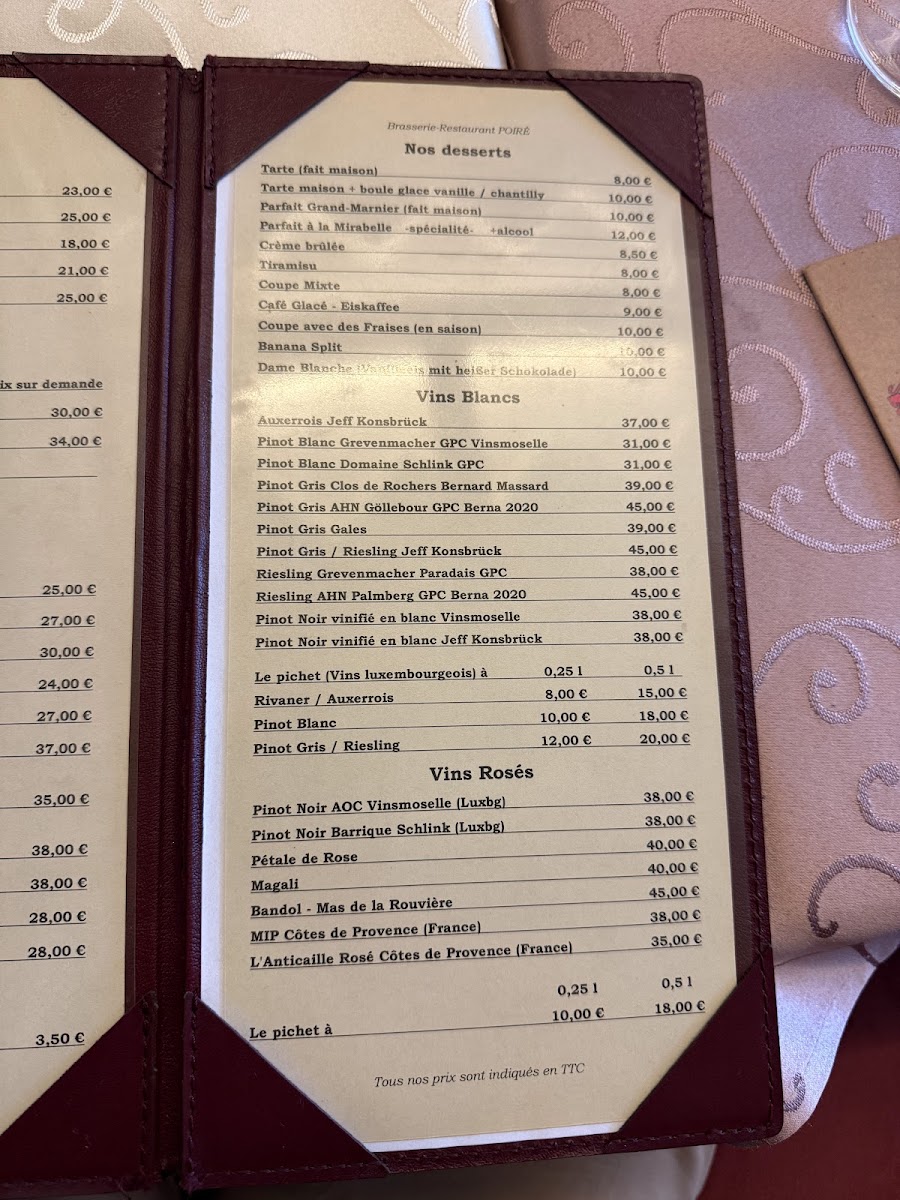 23,00 €
25,00 €
18,00 €
21,00 €
25,00 €
ix sur demande
30,00 €
34,00 €
25,00 €
27,00 €
30,00 €
24,00 €
27,00 €
37,00 €
35,00 €
38,00 €
38,00 €
28,00 €
28,00 €
3,50 €
Brasserie-Restaurant POIRÉ
Nos desserts
Tarte (fait maison) 8,00 €
Tarte maison + boule glace vanille / chantilly 10,00 €
Parfait Grand-Marnier (fait maison) 10,00 €
Parfait à la Mirabelle -spécialité- +alcool 12,00 €
Crème brûlée 8,50 €
Tiramisu 8,00 €
Coupe Mixte 8,00 €
Café Glacé - Eiskaffee 9,00 €
Coupe avec des Fraises (en saison) 10,00 €
Banana Split 10,00 €
Dame Blanche (Vanilleeis mit heißer Schokolade) 10,00 €
Vins Blancs
Auxerrois Jeff Konsbrück 37,00 €
Pinot Blanc Grevenmacher GPC Vinsmoselle 31,00 €
Pinot Blanc Domaine Schlink GPC 31,00 €
Pinot Gris Clos de Rochers Bernard Massard 39,00 €
Pinot Gris AHN Göllebour GPC Berna 2020 45,00 €
Pinot Gris Gales 39,00 €
Pinot Gris / Riesling Jeff Konsbrück 45,00 €
Riesling Grevenmacher Paradais GPC 38,00 €
Riesling AHN Palmberg GPC Berna 2020 45,00 €
Pinot Noir vinifié en blanc Vinsmoselle 38,00 €
Pinot Noir vinifié en blanc Jeff Konsbrück 38,00 €
Le pichet (Vins luxembourgeois) à 0,25 l 0,5 l
Rivaner / Auxerrois 8,00 € 15,00 €
Pinot Blanc 10,00 € 18,00 €
Pinot Gris / Riesling 12,00 € 20,00 €
Vins Rosés
Pinot Noir AOC Vinsmoselle (Luxbg) 38,00 €
Pinot Noir Barrique Schlink (Luxbg) 38,00 €
Pétale de Rose 40,00 €
Magali 40,00 €
Bandol - Mas de la Rouvière 45,00 €
MIP Côtes de Provence (France) 38,00 €
L'Anticaille Rosé Côtes de Provence (France) 35,00 €
0,25 l 0,5 l
Le pichet à 10,00 € 18,00 €
Tous nos prix sont indiqués en TTC